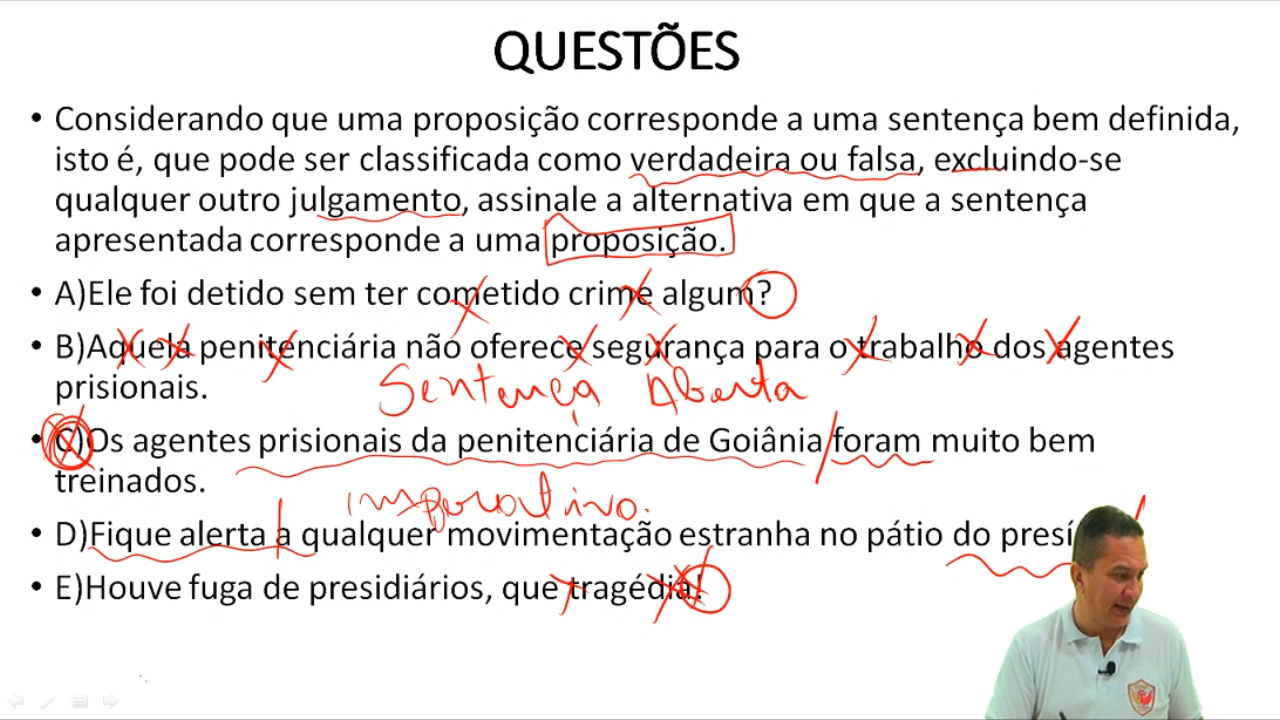 QUESTÕES
• Considerando que uma proposição corresponde a uma sentença bem definida,
isto é, que pode ser classificada como verdadeira ou falsa, excluindo-se
qualquer outro julgamento, assinale a alternativa em que a sentença
apresentada corresponde a uma proposição.
• A)Ele foi detido sem ter cometido crime algum?
• B)Aquela penitenciária não oferece segurança para o trabalho dos agentes
prisionais.
Sentença Aberta
• C)Os agentes prisionais da penitenciária de Goiânia foram muito bem
treinados.
imperativo.
• D)Fique alerta a qualquer movimentação estranha no pátio do presí
• E)Houve fuga de presidiários, que tragédia!